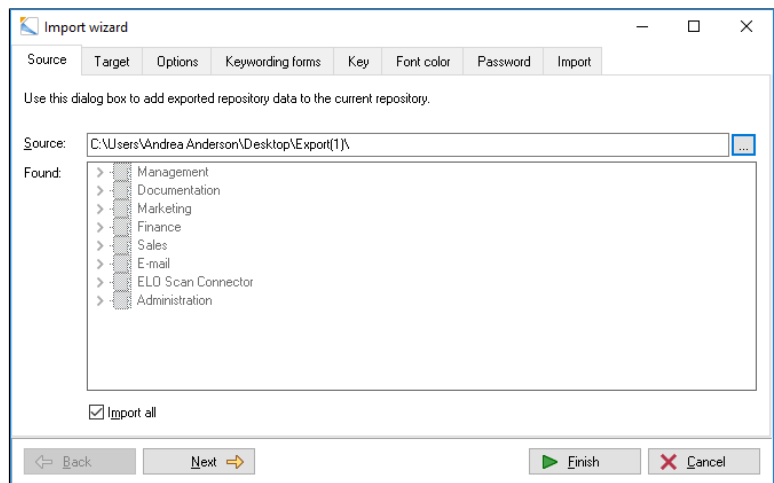 Import wizard
Source Target Options Keywording forms Key Font color Password Import
Use this dialog box to add exported repository data to the current repository.
Source: C:\Users\Andrea Anderson\Desktop\Export(1)\ ...
Found: Management
Documentation
Marketing
Finance
Sales
E-mail
ELO Scan Connector
Administration
Import all
Back Next Finish Cancel